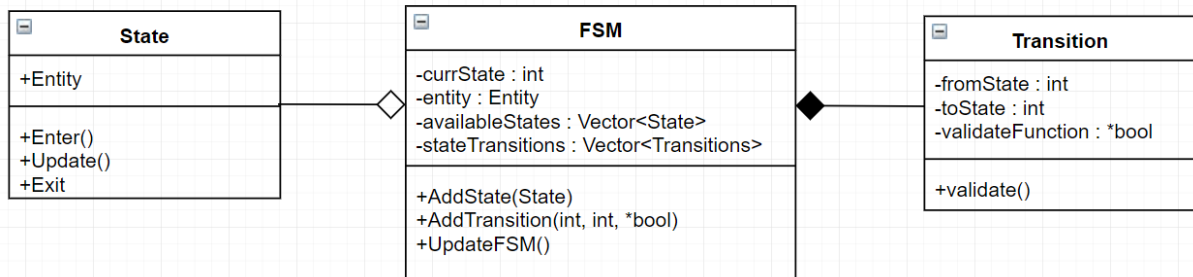 State
+Entity
+Enter()
+Update()
+Exit
FSM
-currState : int
-entity : Entity
-availableStates : Vector<State>
-stateTransitions : Vector<Transitions>
+AddState(State)
+AddTransition(int, int, *bool)
+UpdateFSM()
Transition
-fromState : int
-toState : int
-validateFunction : *bool
+validate()